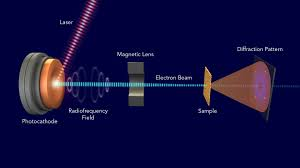 Laser
Magnetic Lens
Diffraction Pattern
Electron Beam
Photocathode
Radiofrequency
Field
Sample